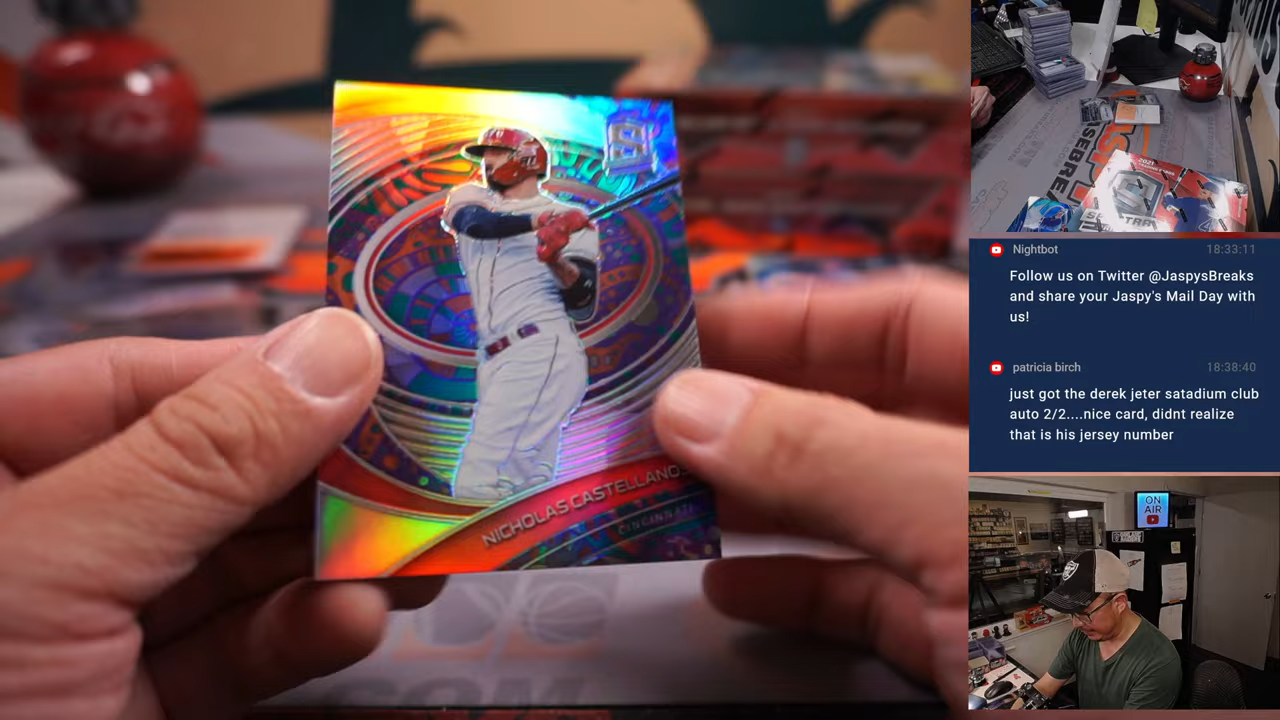 NICHOLAS CASTELLANOS
CINCINNATI
2021
SPECTRA
Nightbot 18:33:11
Follow us on Twitter @JaspysBreaks
and share your Jaspy's Mail Day with
us!
patricia birch 18:38:40
just got the derek jeter satadium club
auto 2/2....nice card, didnt realize
that is his jersey number
ON
AIR